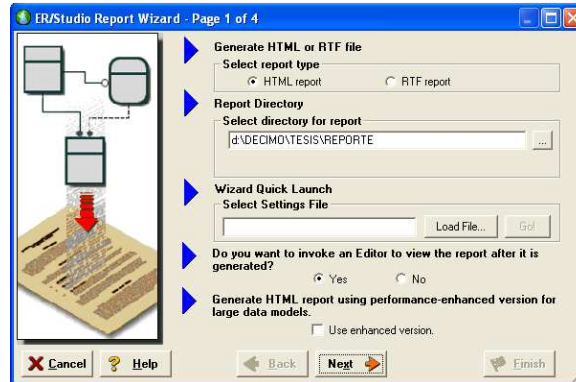 ER/Studio Report Wizard - Page 1 of 4
Generate HTML or RTF file
Select report type
HTML report RTF report
Report Directory
Select directory for report
d:\DECIMO\TESIS\REPORTE ...
Wizard Quick Launch
Select Settings File
Load File... Go!
Do you want to invoke an Editor to view the report after it is
generated?
Yes No
Generate HTML report using performance-enhanced version for
large data models.
Use enhanced version.
Cancel Help Back Next Finish